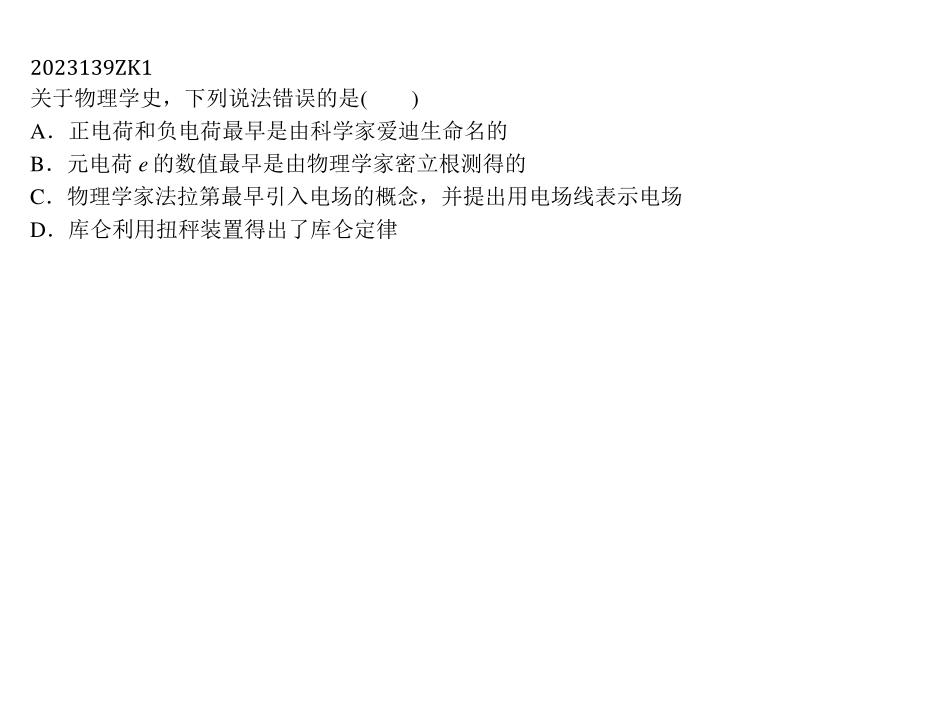 2023139ZK1
关于物理学史，下列说法错误的是(　　)
A．正电荷和负电荷最早是由科学家爱迪生命名的
B．元电荷 e 的数值最早是由物理学家密立根测得的
C．物理学家法拉第最早引入电场的概念，并提出用电场线表示电场
D．库仑利用扭秤装置得出了库仑定律